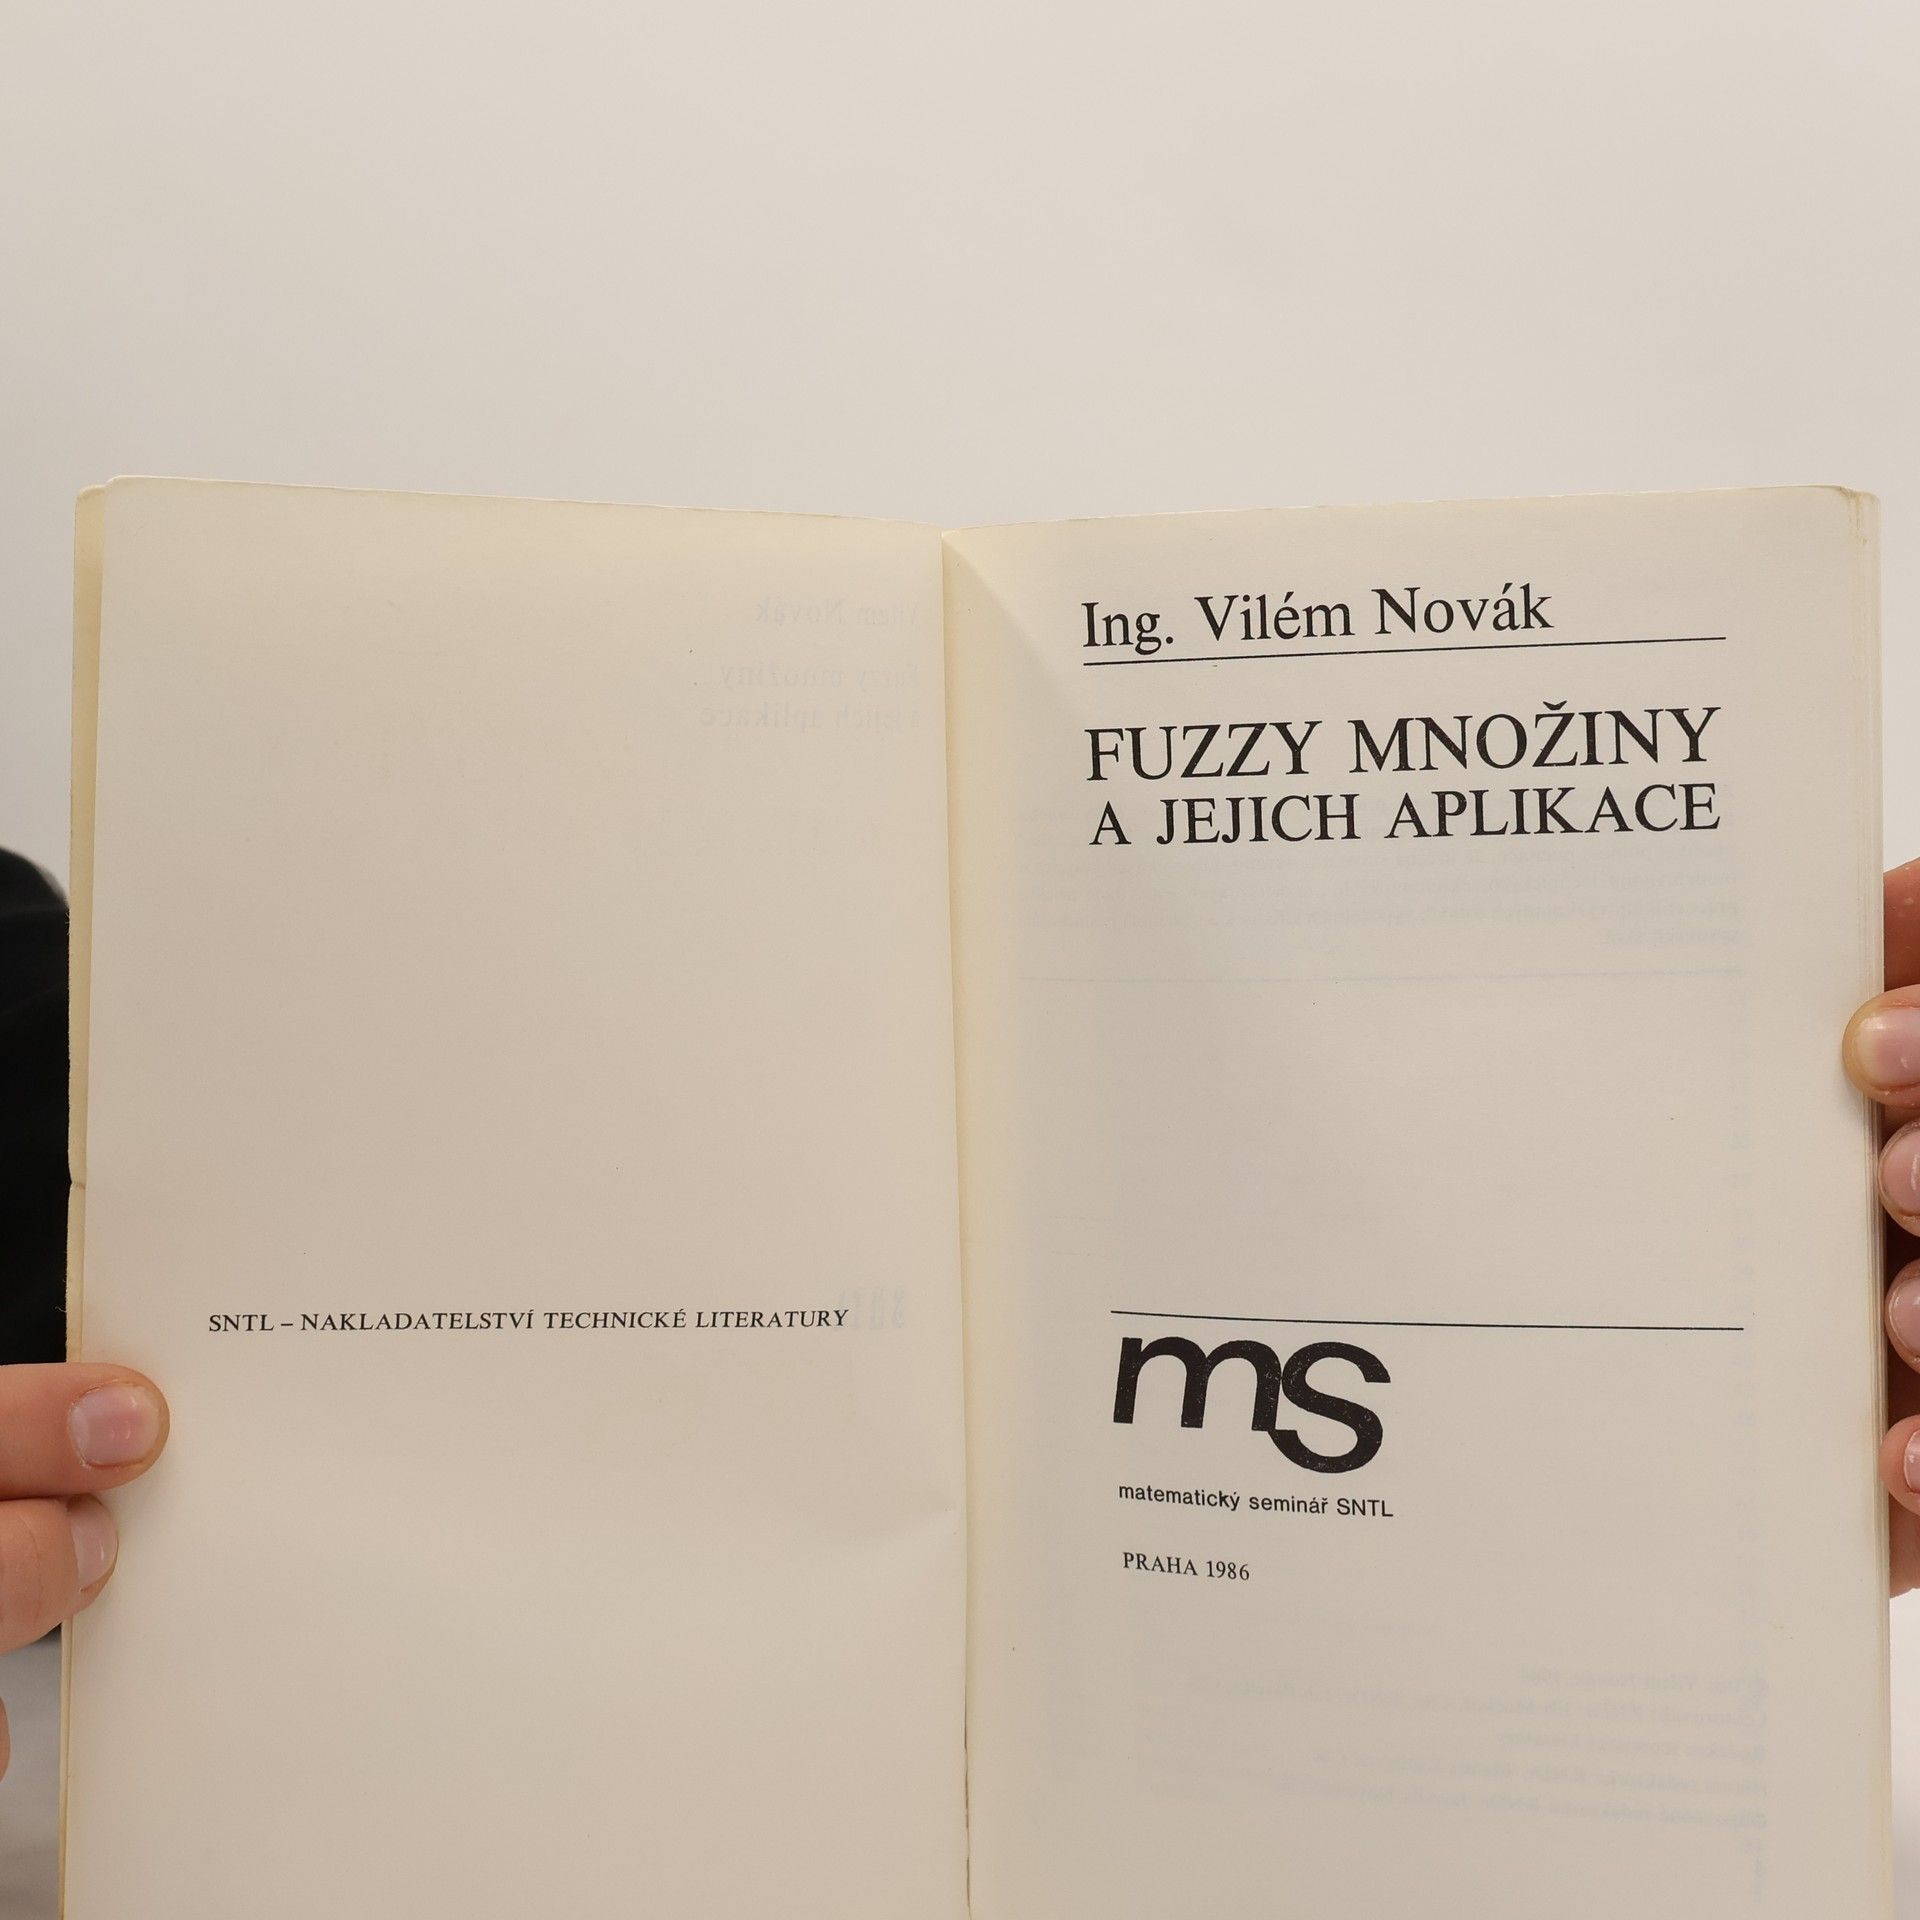 SNTL – NAKLADATELSTVÍ TECHNICKÉ LITERATURY
Ing. Vilém Novák
FUZZY MNOŽINY
A JEJICH APLIKACE
ms
matematický seminář SNTL
PRAHA 1986